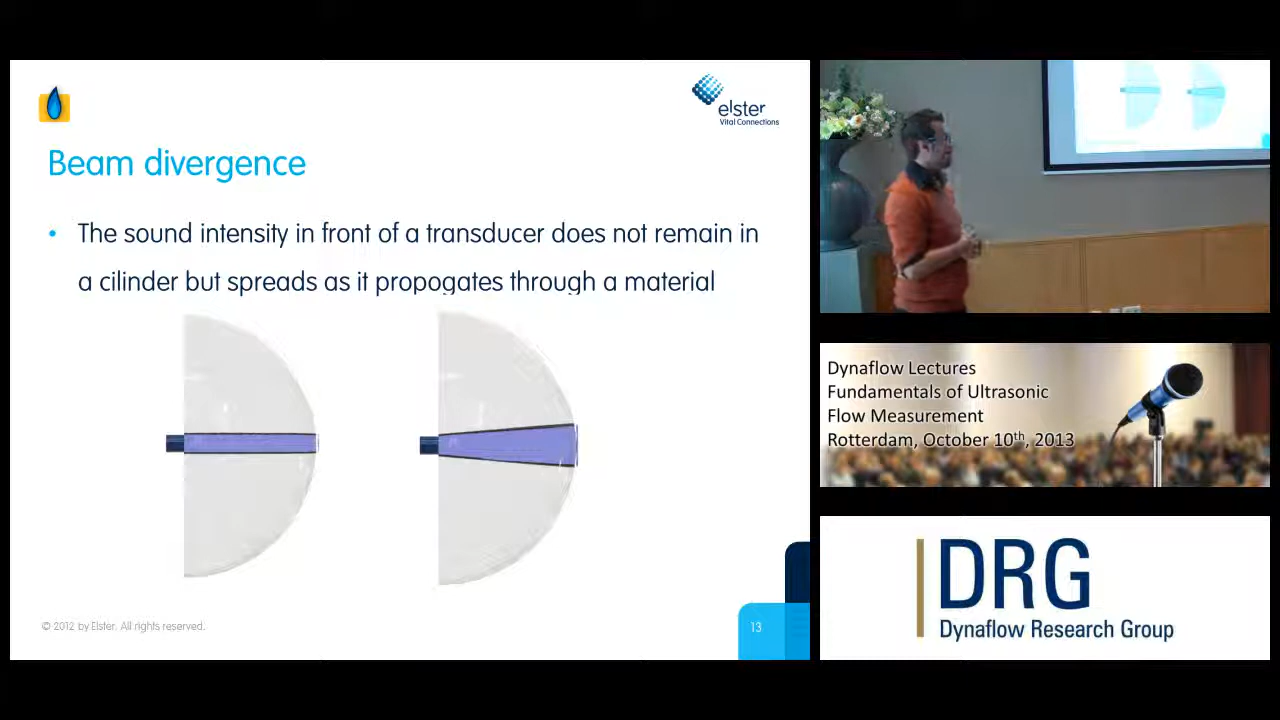 elster
Vital Connections
Beam divergence
• The sound intensity in front of a transducer does not remain in
a cilinder but spreads as it propogates through a material
© 2012 by Elster. All rights reserved.
13
Dynaflow Lectures
Fundamentals of Ultrasonic
Flow Measurement
Rotterdam, October 10th, 2013
DRG
Dynaflow Research Group